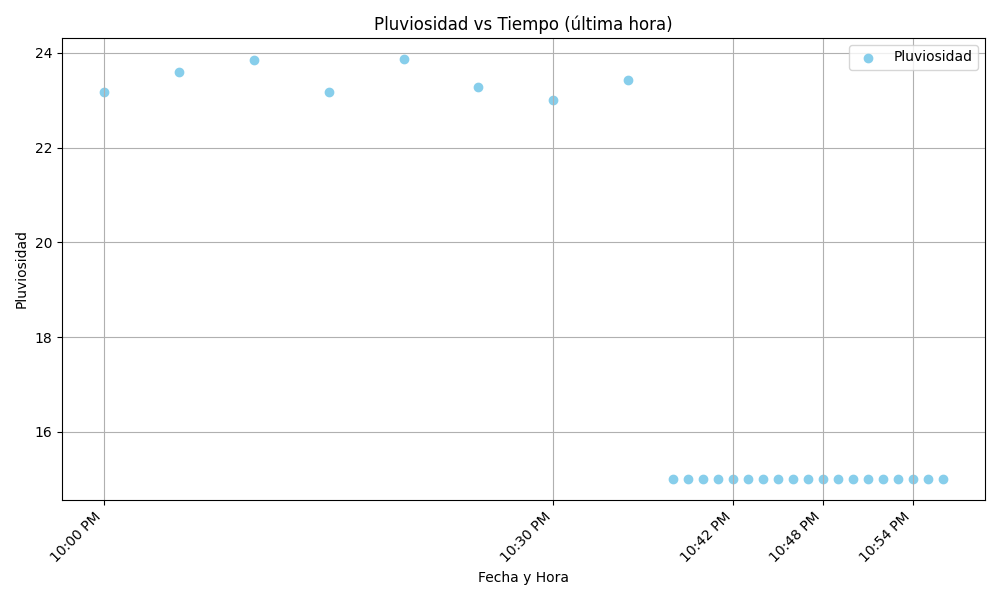 Pluviosidad vs Tiempo (última hora)
Pluviosidad
24
22
20
18
16
Pluviosidad
10:00 PM
10:30 PM
10:42 PM
10:48 PM
10:54 PM
Fecha y Hora